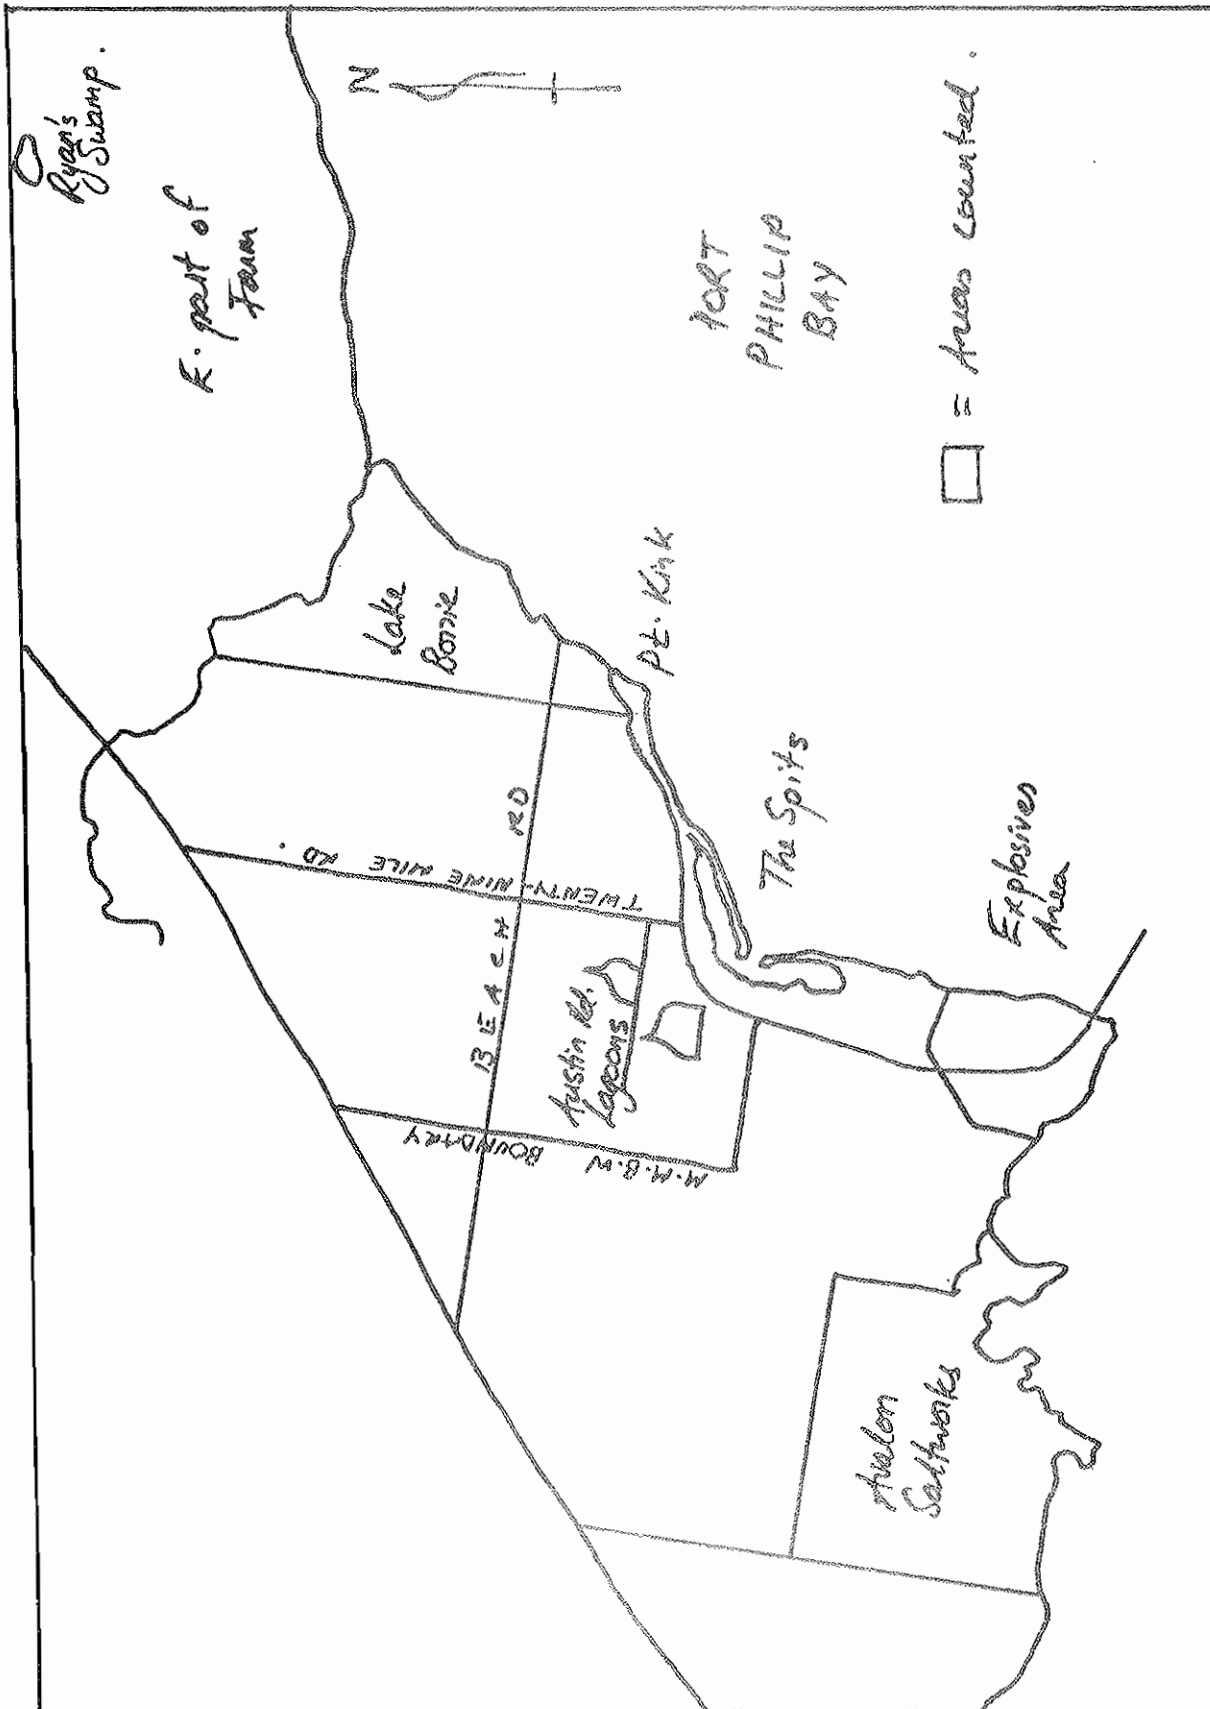 Ryan's
Swamp.
E. part of
Farm
N
Lake
Borrie
PORT
PHILLIP
BAY
Pt. Kirk
BEACH RD
TWENTY-NINE MILE RD.
The Spits
Austin Rd.
Lagoons
M.M.B.W BOUNDARY
Explosives
Area
Avalon
Saltworks
= Areas counted.